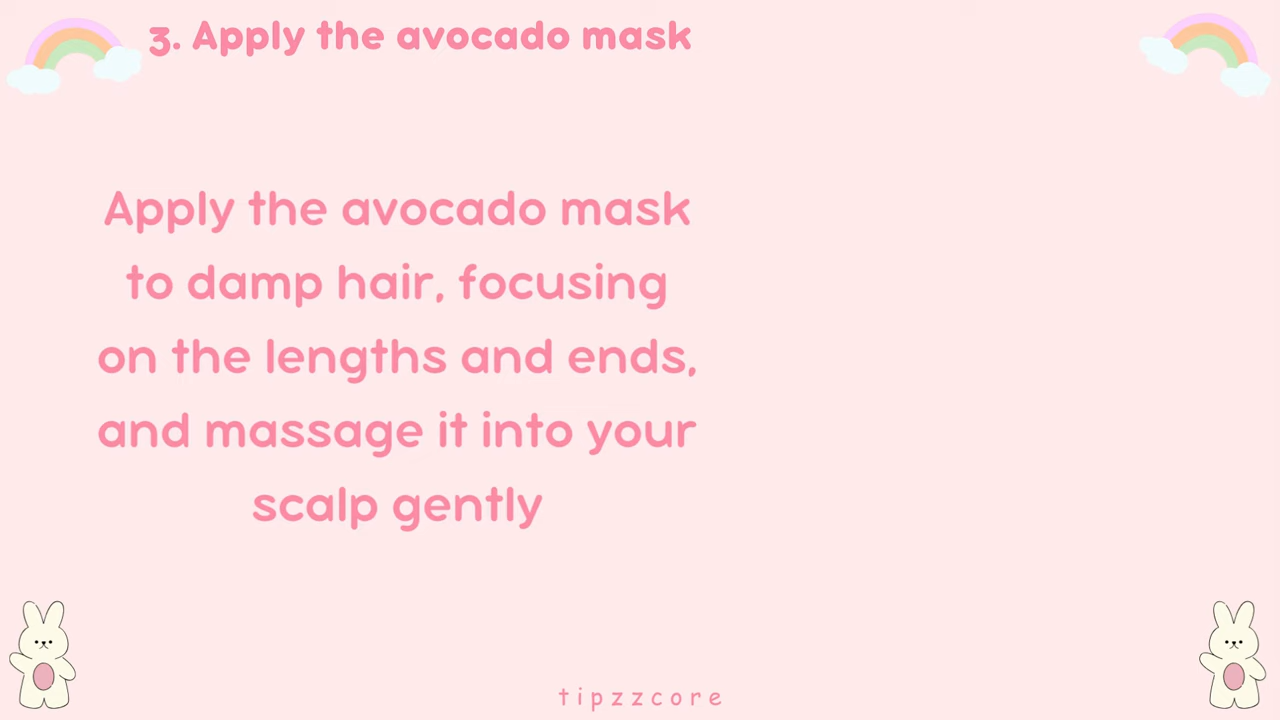 3. Apply the avocado mask
Apply the avocado mask
to damp hair, focusing
on the lengths and ends,
and massage it into your
scalp gently
tipzzcore